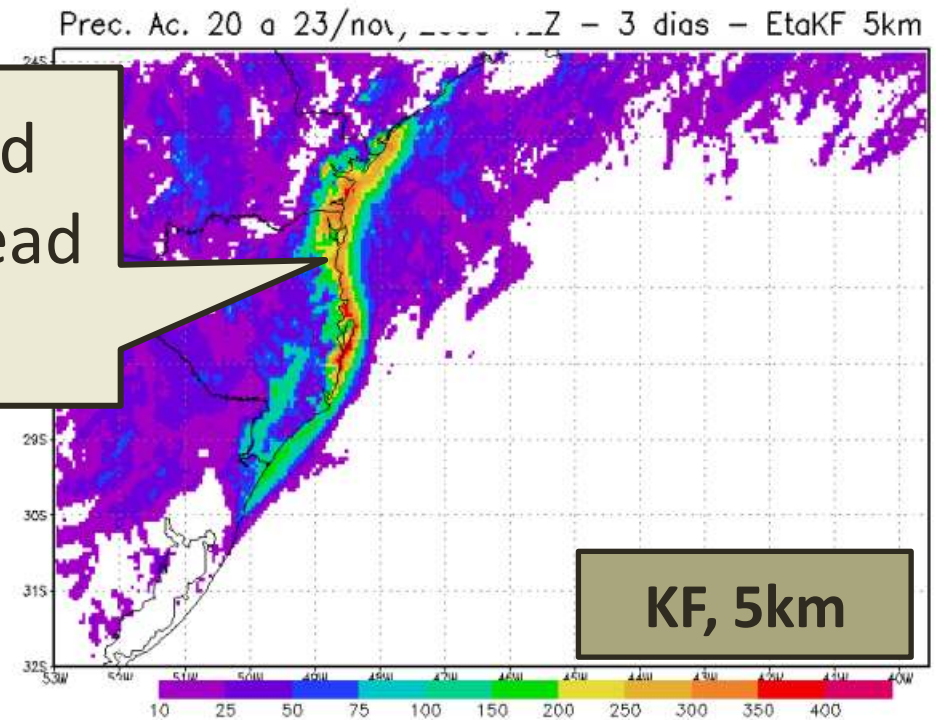 Prec. Ac. 20 a 23/nov, Z – 3 dias – EtaKF 5km
24S
29S
30S
31S
32S
KF, 5km
53W 52W 51W 50W 49W 48W 47W 46W 45W 44W 43W 42W 41W 40W
10 25 50 75 100 150 200 250 300 350 400